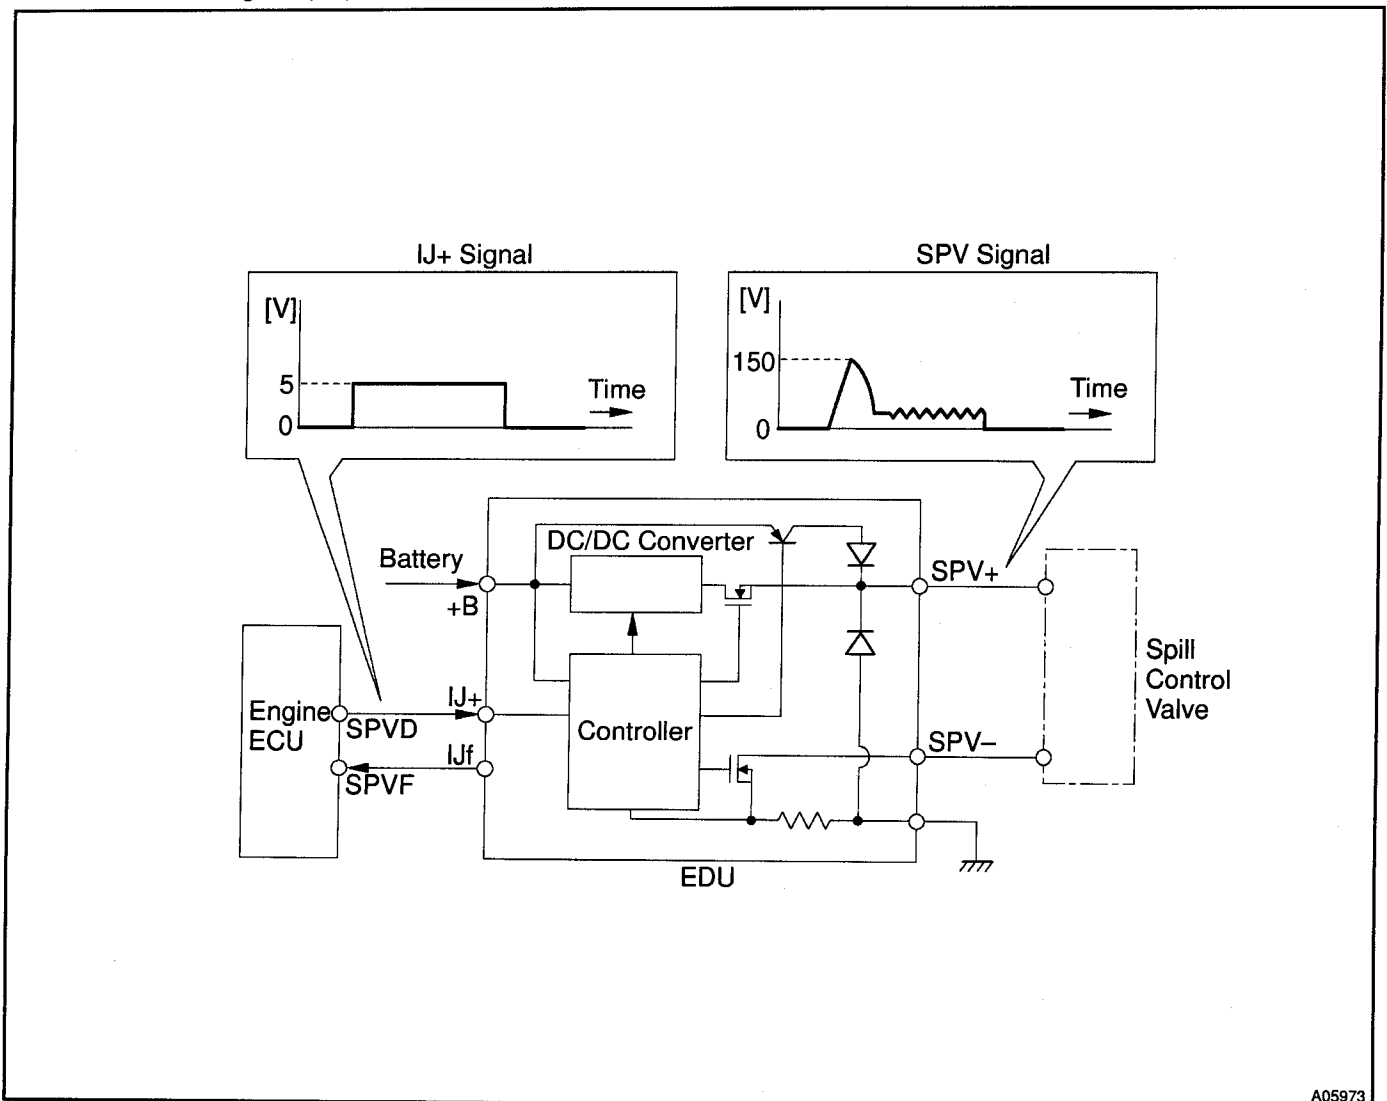 IJ+ Signal
[V]
5
0
Time
SPV Signal
[V]
150
0
Time
Battery
+B
DC/DC Converter
SPV+
Engine
ECU
SPVD
IJ+
SPVF
IJf
Controller
SPV–
Spill
Control
Valve
EDU
A05973